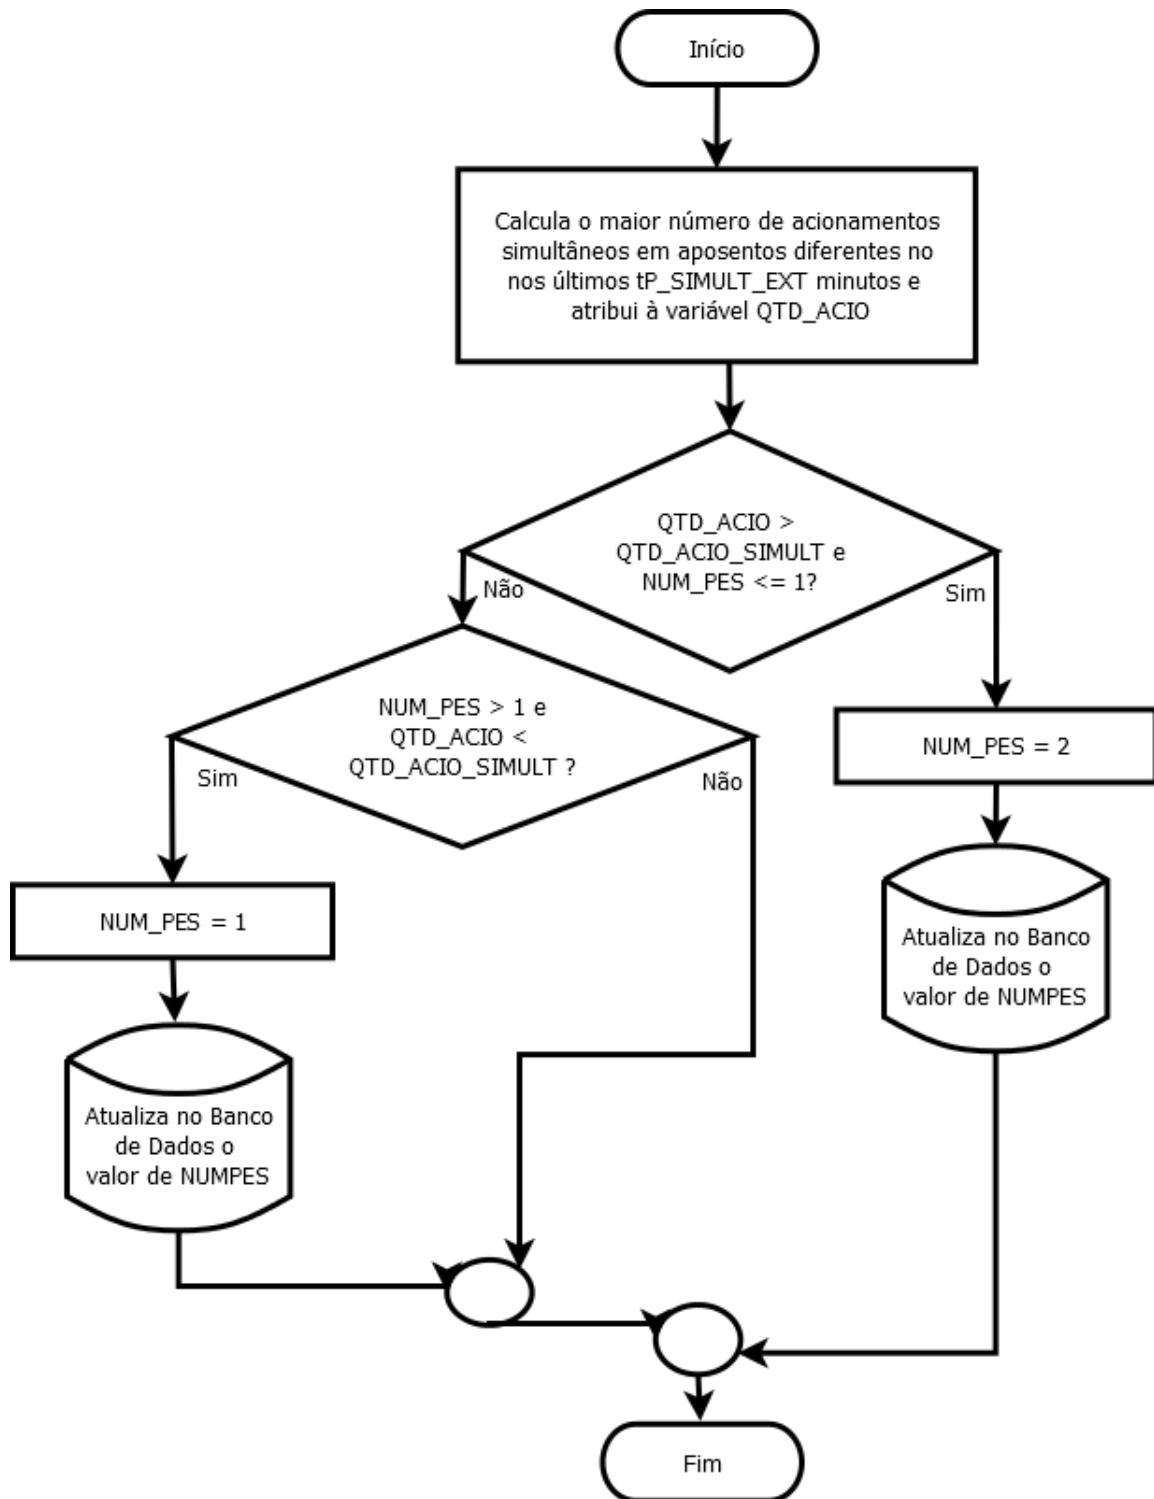 Início
Calcula o maior número de acionamentos
simultâneos em aposentos diferentes no
nos últimos tP_SIMULT_EXT minutos e
atribui à variável QTD_ACIO
QTD_ACIO >
QTD_ACIO_SIMULT e
NUM_PES <= 1?
Não
Sim
NUM_PES > 1 e
QTD_ACIO <
QTD_ACIO_SIMULT ?
Sim
Não
NUM_PES = 2
Atualiza no Banco
de Dados o
valor de NUMPES
NUM_PES = 1
Atualiza no Banco
de Dados o
valor de NUMPES
Fim